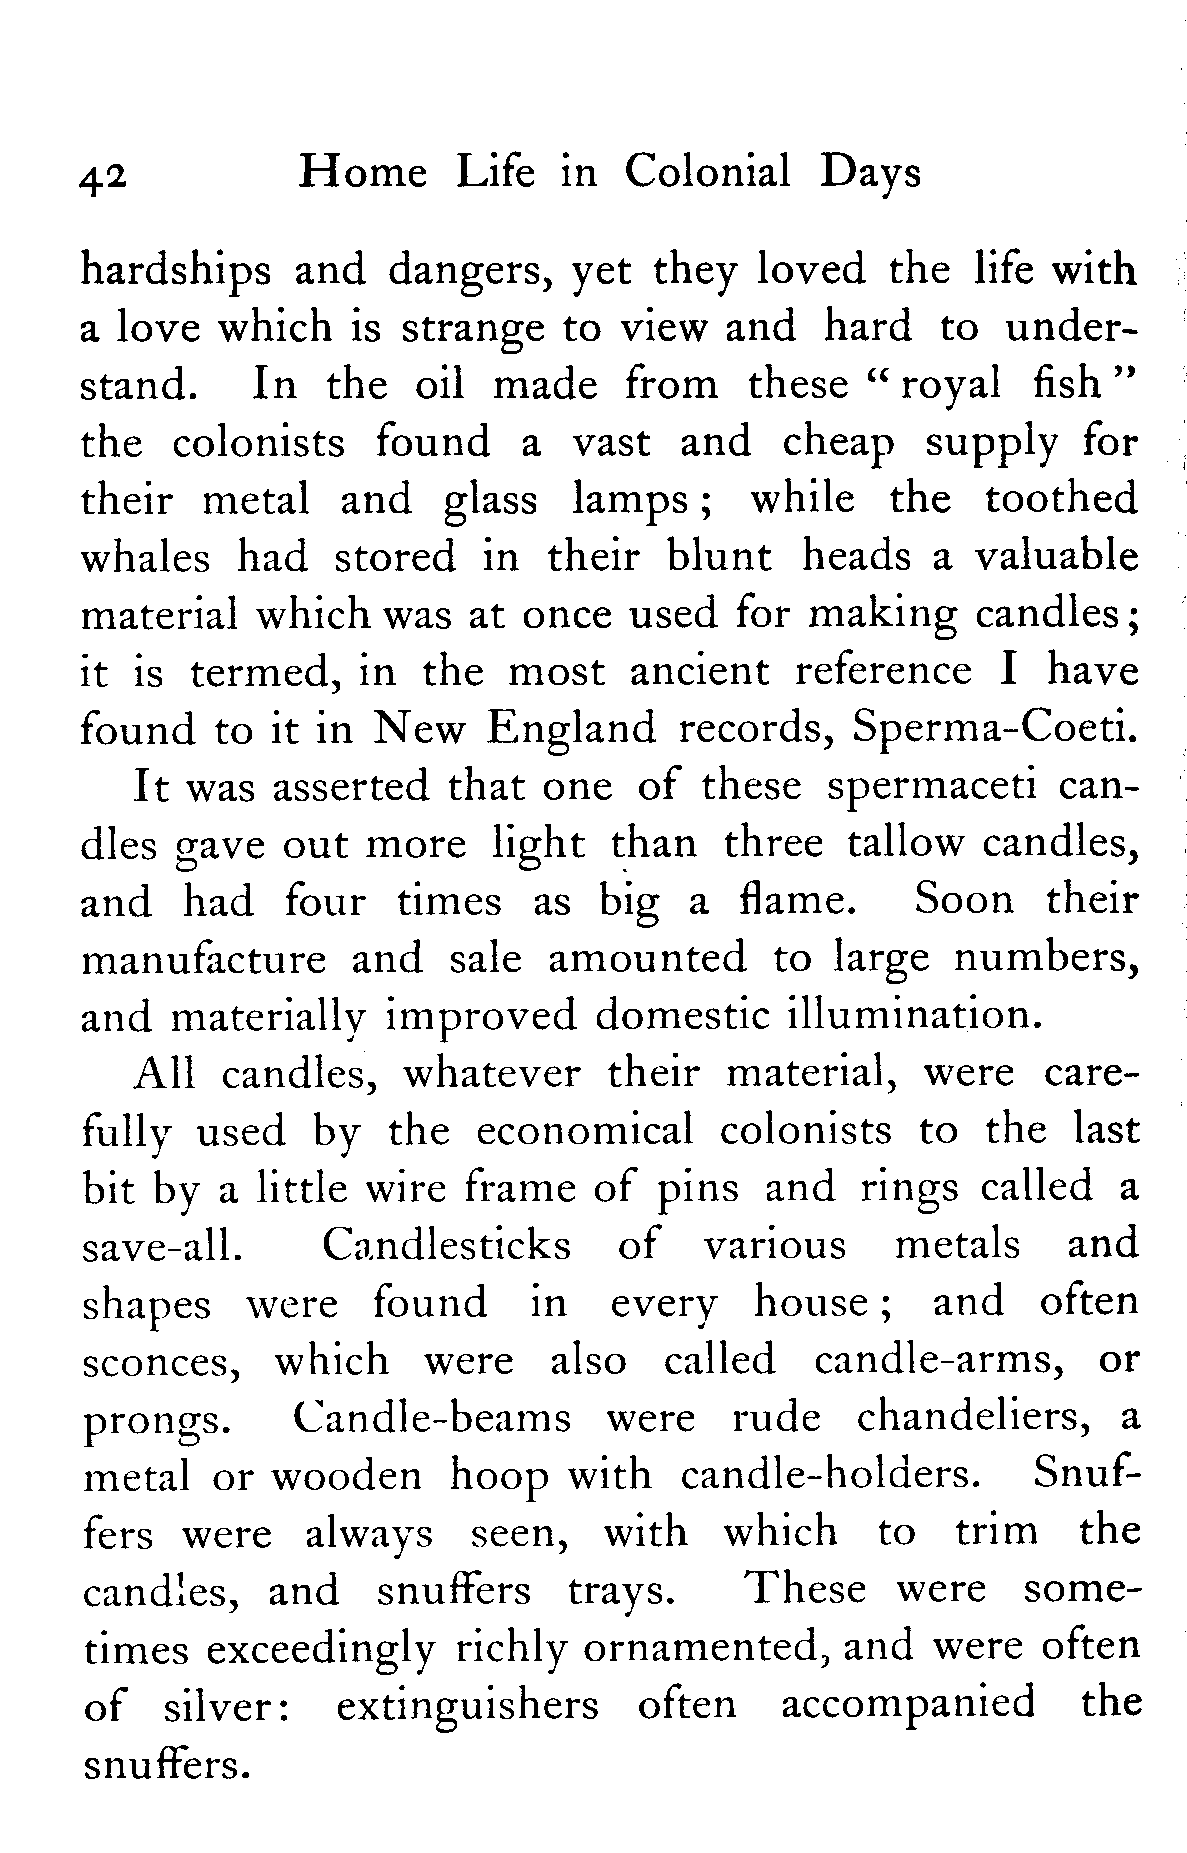 42 Home Life in Colonial Days
hardships and dangers, yet they loved the life with
a love which is strange to view and hard to under-
stand. In the oil made from these “ royal fish ”
the colonists found a vast and cheap supply for
their metal and glass lamps ; while the toothed
whales had stored in their blunt heads a valuable
material which was at once used for making candles ;
it is termed, in the most ancient reference I have
found to it in New England records, Sperma-Coeti.
It was asserted that one of these spermaceti can-
dles gave out more light than three tallow candles,
and had four times as big a flame. Soon their
manufacture and sale amounted to large numbers,
and materially improved domestic illumination.
All candles, whatever their material, were care-
fully used by the economical colonists to the last
bit by a little wire frame of pins and rings called a
save-all. Candlesticks of various metals and
shapes were found in every house ; and often
sconces, which were also called candle-arms, or
prongs. Candle-beams were rude chandeliers, a
metal or wooden hoop with candle-holders. Snuf-
fers were always seen, with which to trim the
candles, and snuffers trays. These were some-
times exceedingly richly ornamented, and were often
of silver: extinguishers often accompanied the
snuffers.